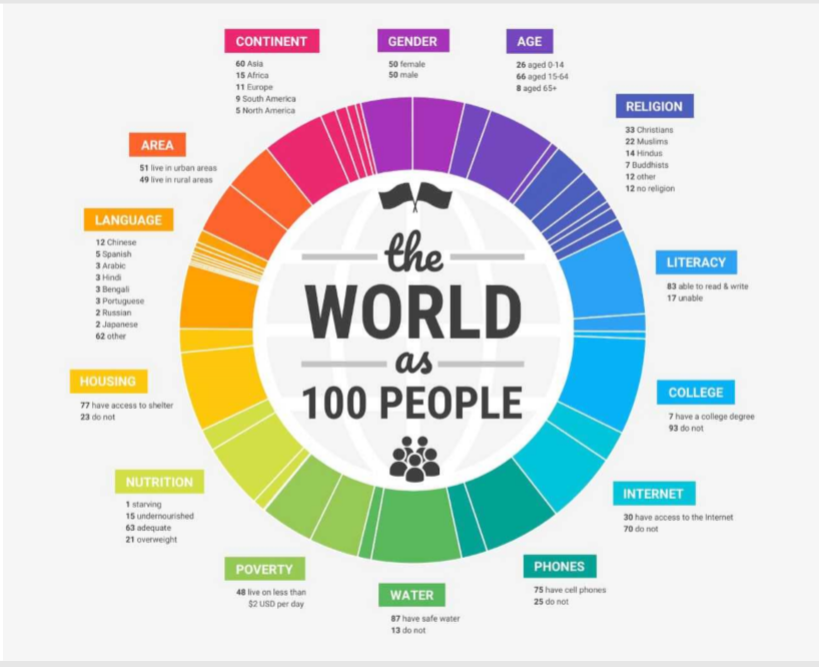 CONTINENT
60 Asia
15 Africa
11 Europe
9 South America
5 North America
GENDER
50 female
50 male
AGE
26 aged 0-14
66 aged 15-64
8 aged 65+
RELIGION
33 Christians
22 Muslims
14 Hindus
7 Buddhists
12 other
12 no religion
AREA
51 live in urban areas
49 live in rural areas
LANGUAGE
12 Chinese
5 Spanish
3 Arabic
3 Hindi
3 Bengali
3 Portuguese
2 Russian
2 Japanese
62 other
the
WORLD
as
100 PEOPLE
LITERACY
83 able to read & write
17 unable
HOUSING
77 have access to shelter
23 do not
COLLEGE
7 have a college degree
93 do not
NUTRITION
1 starving
15 undernourished
63 adequate
21 overweight
INTERNET
30 have access to the Internet
70 do not
POVERTY
48 live on less than
$2 USD per day
WATER
87 have safe water
13 do not
PHONES
75 have cell phones
25 do not